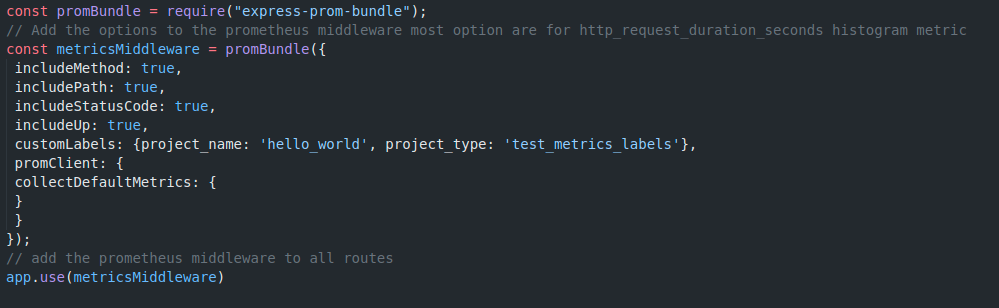 const promBundle = require("express-prom-bundle");
// Add the options to the prometheus middleware most option are for http_request_duration_seconds histogram metric
const metricsMiddleware = promBundle({
includeMethod: true,
includePath: true,
includeStatusCode: true,
includeUp: true,
customLabels: {project_name: 'hello_world', project_type: 'test_metrics_labels'},
promClient: {
collectDefaultMetrics: {
}
}
});
// add the prometheus middleware to all routes
app.use(metricsMiddleware)